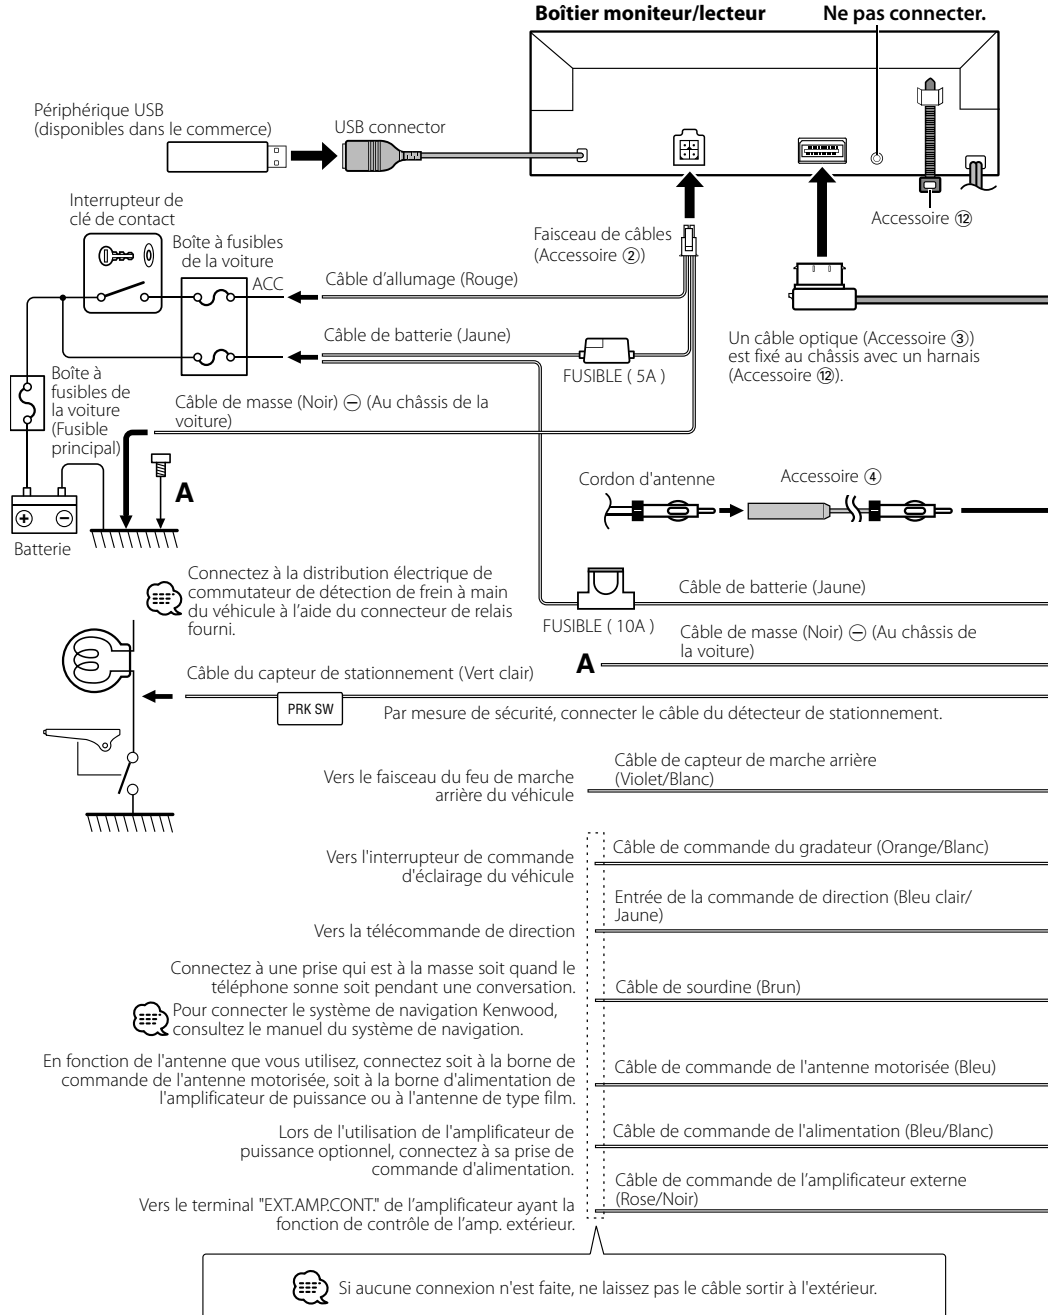 Boîtier moniteur/lecteur
Ne pas connecter.
Périphérique USB
(disponibles dans le commerce)
USB connector
Accessoire ⑫
Interrupteur de
clé de contact
Boîte à fusibles
de la voiture
ACC
Faisceau de câbles
(Accessoire ②)
Câble d’allumage (Rouge)
Câble de batterie (Jaune)
FUSIBLE ( 5A )
Un câble optique (Accessoire ③)
est fixé au châssis avec un harnais
(Accessoire ⑫).
Boîte à
fusibles de
la voiture
(Fusible
principal)
Câble de masse (Noir) ⊖ (Au châssis de la
voiture)
A
Batterie
Cordon d'antenne
Accessoire ④
Connectez à la distribution électrique de
commutateur de détection de frein à main
du véhicule à l’aide du connecteur de relais
fourni.
FUSIBLE ( 10A )
Câble de batterie (Jaune)
Câble de masse (Noir) ⊖ (Au châssis de
la voiture)
A
Câble du capteur de stationnement (Vert clair)
PRK SW
Par mesure de sécurité, connecter le câble du détecteur de stationnement.
Vers le faisceau du feu de marche
arrière du véhicule
Câble de capteur de marche arrière
(Violet/Blanc)
Vers l'interrupteur de commande
d'éclairage du véhicule
Câble de commande du gradateur (Orange/Blanc)
Vers la télécommande de direction
Entrée de la commande de direction (Bleu clair/
Jaune)
Connectez à une prise qui est à la masse soit quand le
téléphone sonne soit pendant une conversation.
Pour connecter le système de navigation Kenwood,
consultez le manuel du système de navigation.
Câble de sourdine (Brun)
En fonction de l'antenne que vous utilisez, connectez soit à la borne de
commande de l'antenne motorisée, soit à la borne d'alimentation de
l'amplificateur de puissance ou à l'antenne de type film.
Câble de commande de l'antenne motorisée (Bleu)
Lors de l'utilisation de l'amplificateur de
puissance optionnel, connectez à sa prise de
commande d'alimentation.
Câble de commande de l'alimentation (Bleu/Blanc)
Vers le terminal "EXT.AMP.CONT." de l’amplificateur ayant la
fonction de contrôle de l’amp. extérieur.
Câble de commande de l’amplificateur externe
(Rose/Noir)
Si aucune connexion n'est faite, ne laissez pas le câble sortir à l'extérieur.